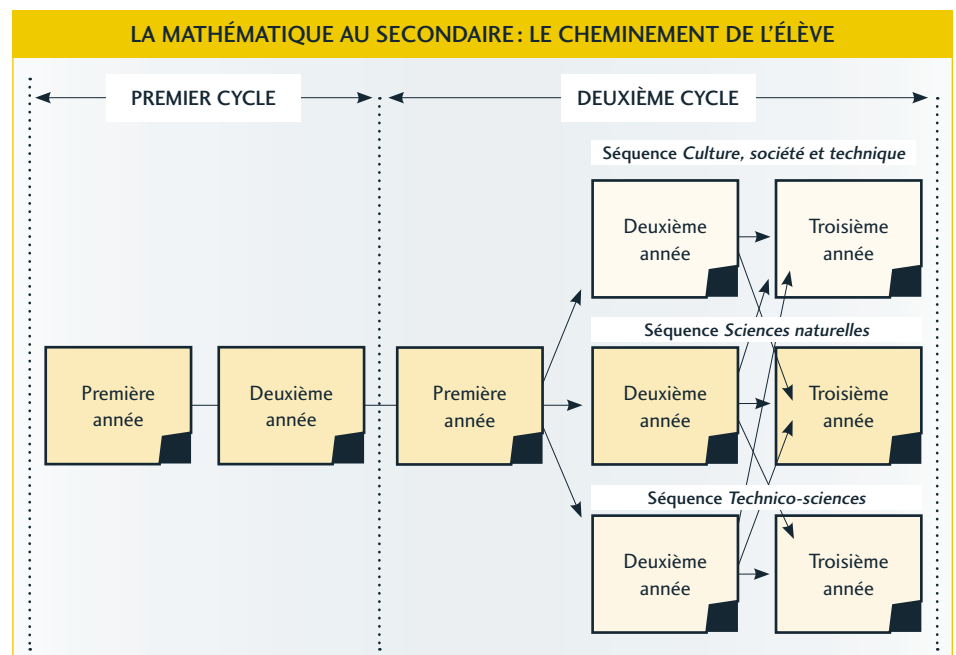 LA MATHÉMATIQUE AU SECONDAIRE : LE CHEMINEMENT DE L’ÉLÈVE
PREMIER CYCLE
DEUXIÈME CYCLE
Séquence Culture, société et technique
Deuxième
année
Troisième
année
Séquence Sciences naturelles
Première
année
Deuxième
année
Première
année
Deuxième
année
Troisième
année
Séquence Technico-sciences
Deuxième
année
Troisième
année